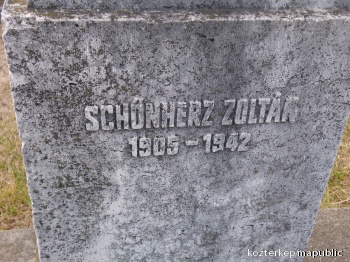 SCHÖNHERZ ZOLTÁN
1905 - 1942
kozterkep.mapublic